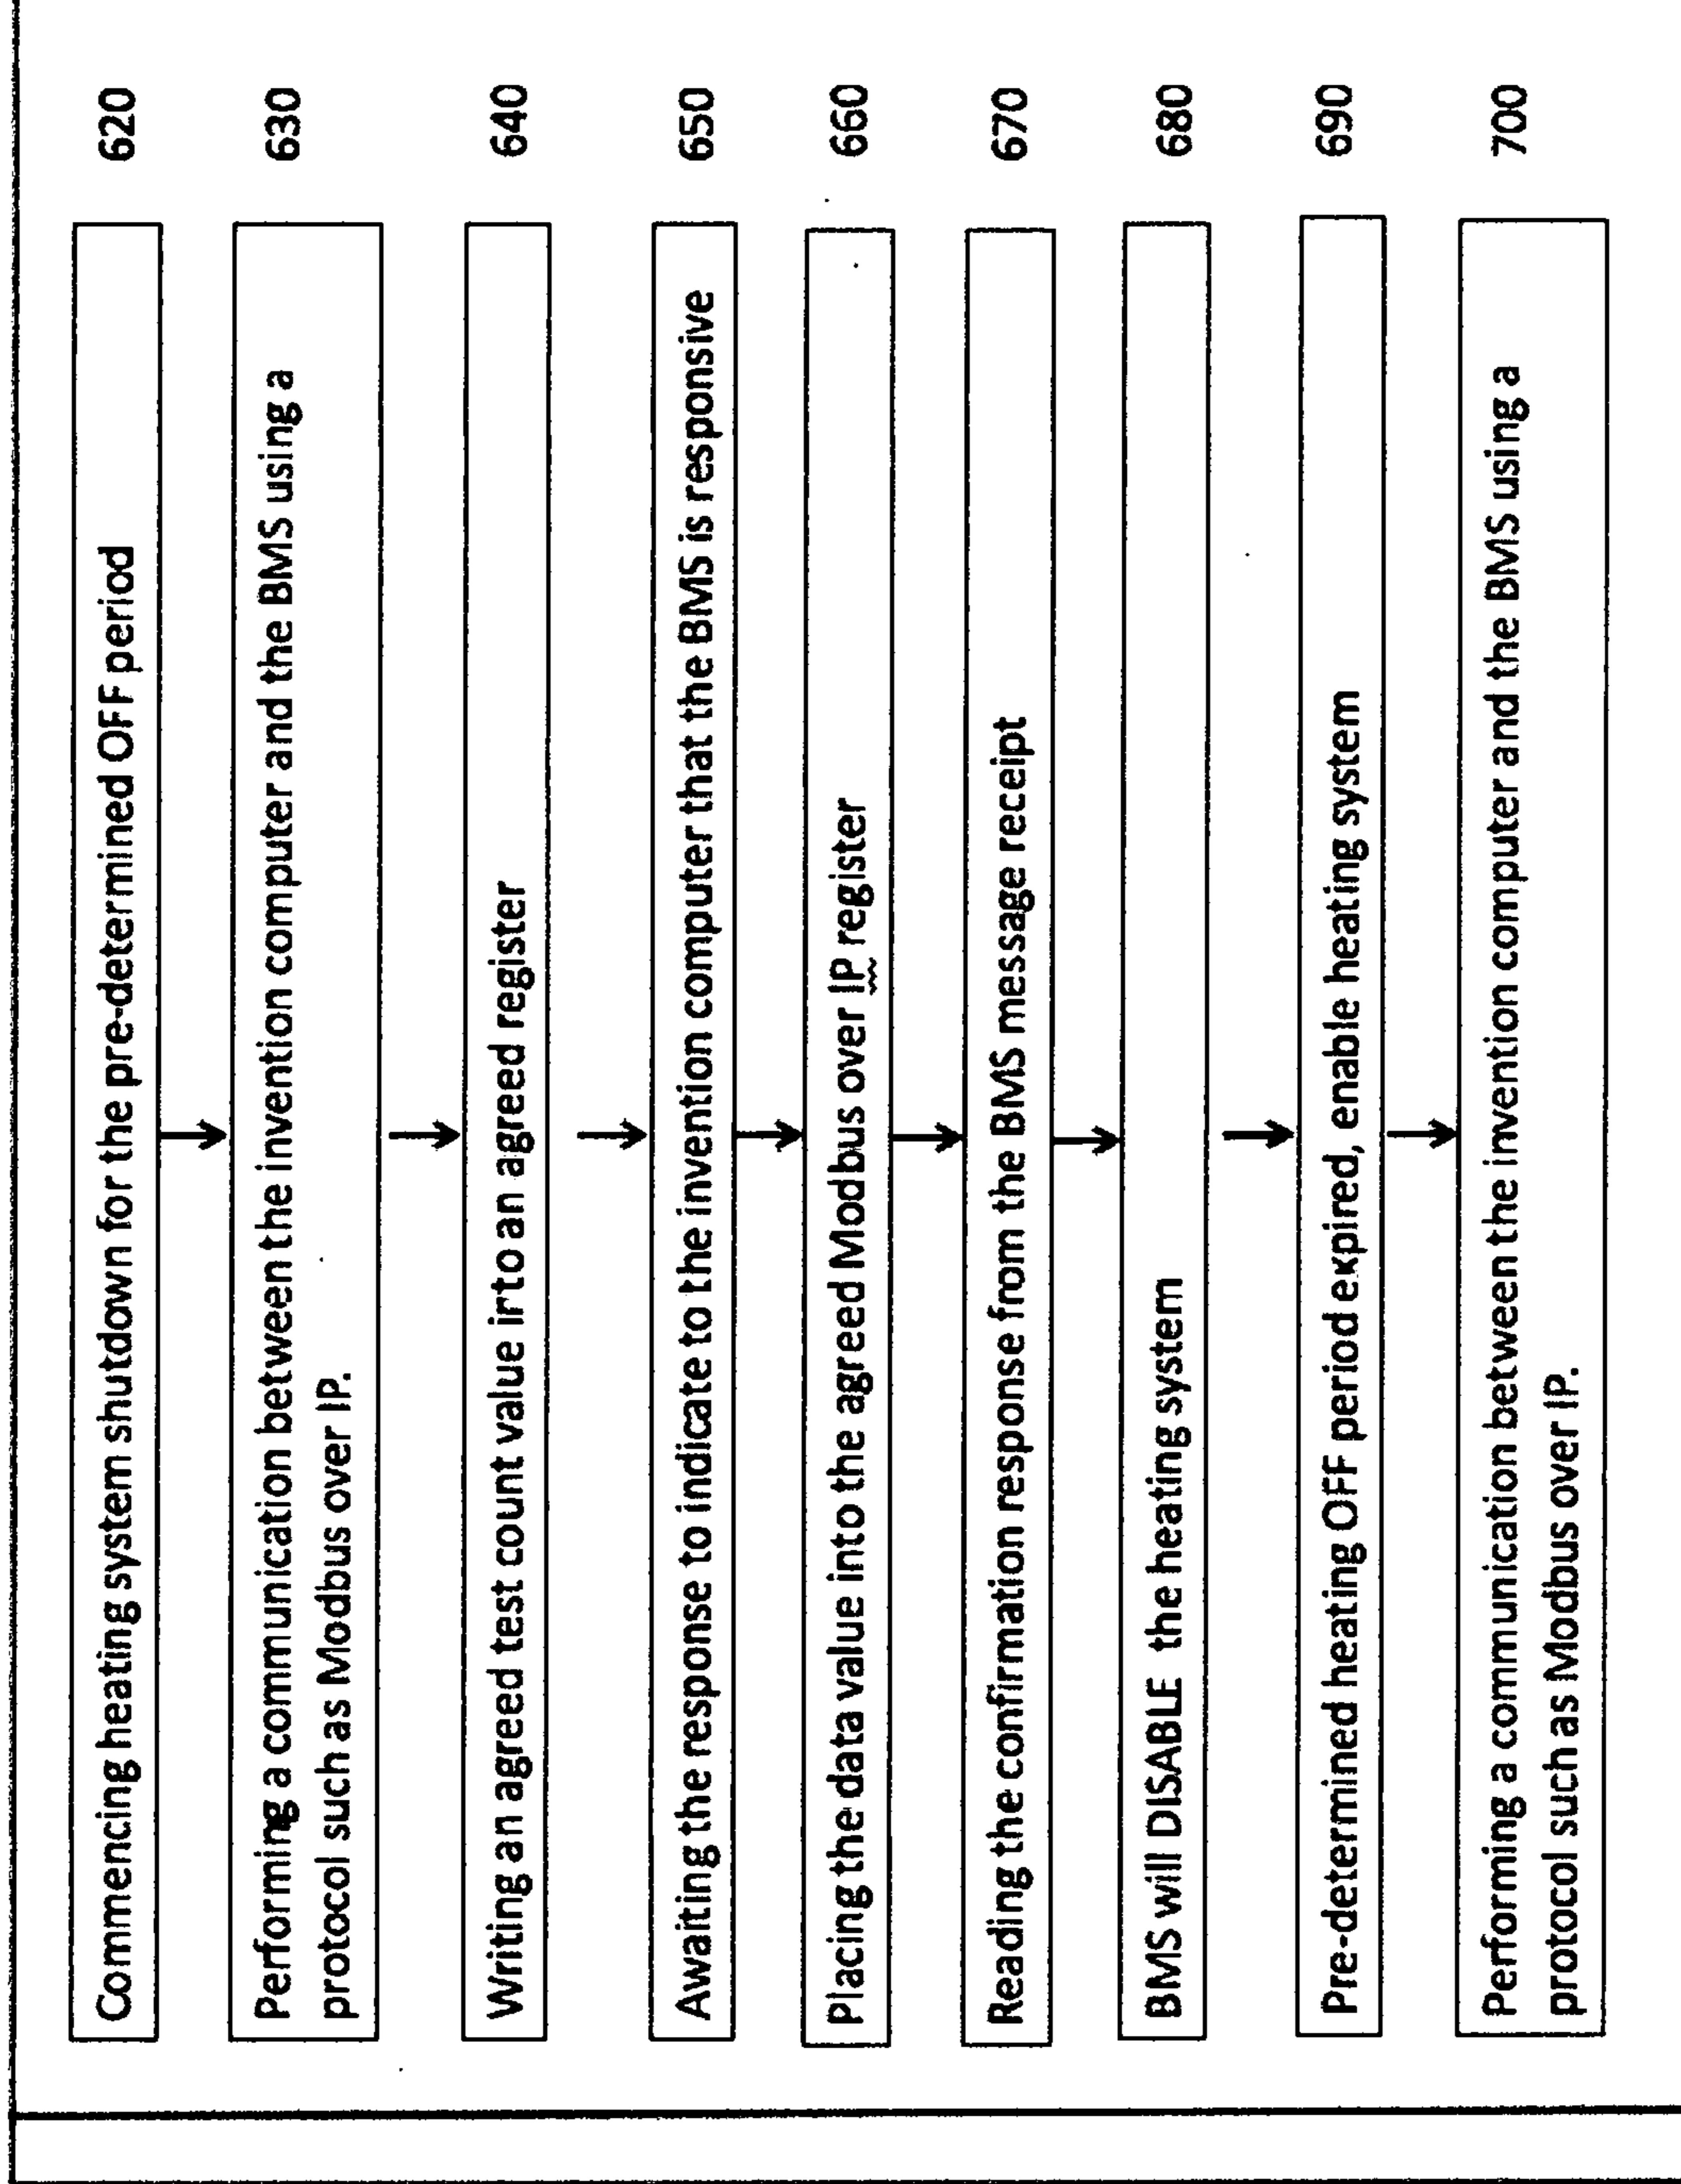 Commencing heating system shutdown for the pre-determined OFF period 620
Performing a communication between the invention computer and the BMS using a 630
protocol such as Modbus over IP.
Writing an agreed test count value irto an agreed register 640
Awaiting the response to indicate to the invention computer that the BMS is responsive 650
Placing the data value into the agreed Modbus over IP register 660
Reading the confirmation response from the BMS message receipt 670
BMS will DISABLE the heating system 680
Pre-determined heating OFF period expired, enable heating system 690
Performing a communication between the invention computer and the BMS using a 700
protocol such as Modbus over IP.